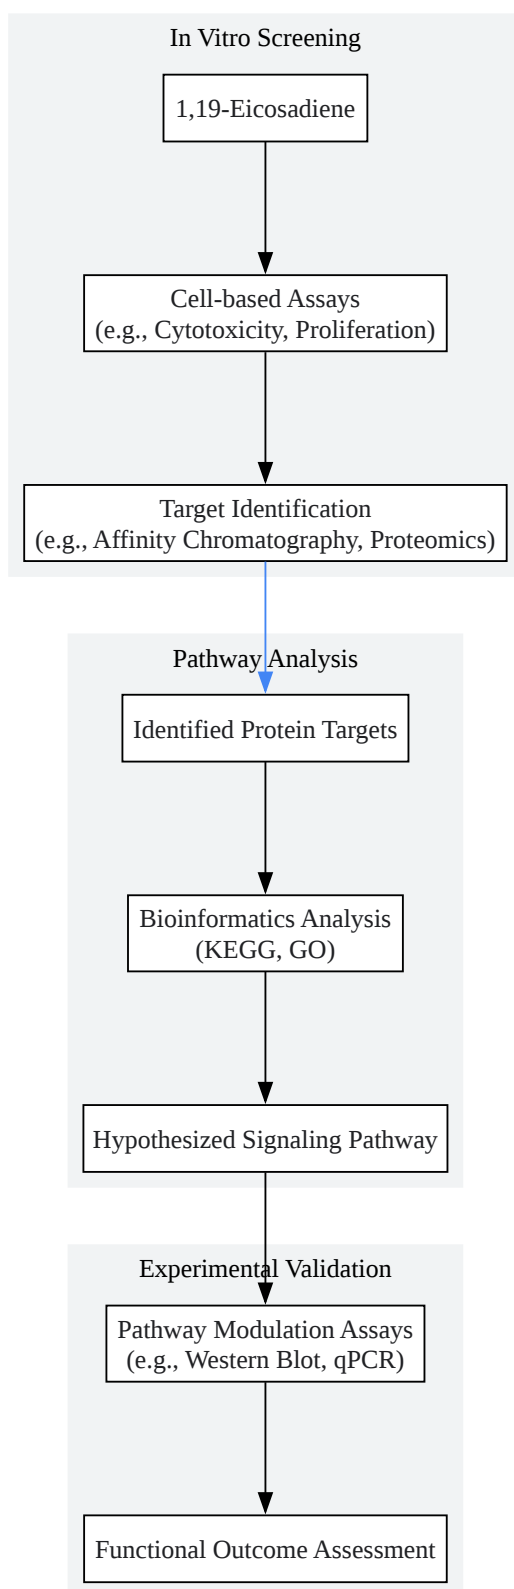 In Vitro Screening
1,19-Eicosadiene
Cell-based Assays
(e.g., Cytotoxicity, Proliferation)
Target Identification
(e.g., Affinity Chromatography, Proteomics)
Pathway Analysis
Identified Protein Targets
Bioinformatics Analysis
(KEGG, GO)
Hypothesized Signaling Pathway
Experimental Validation
Pathway Modulation Assays
(e.g., Western Blot, qPCR)
Functional Outcome Assessment